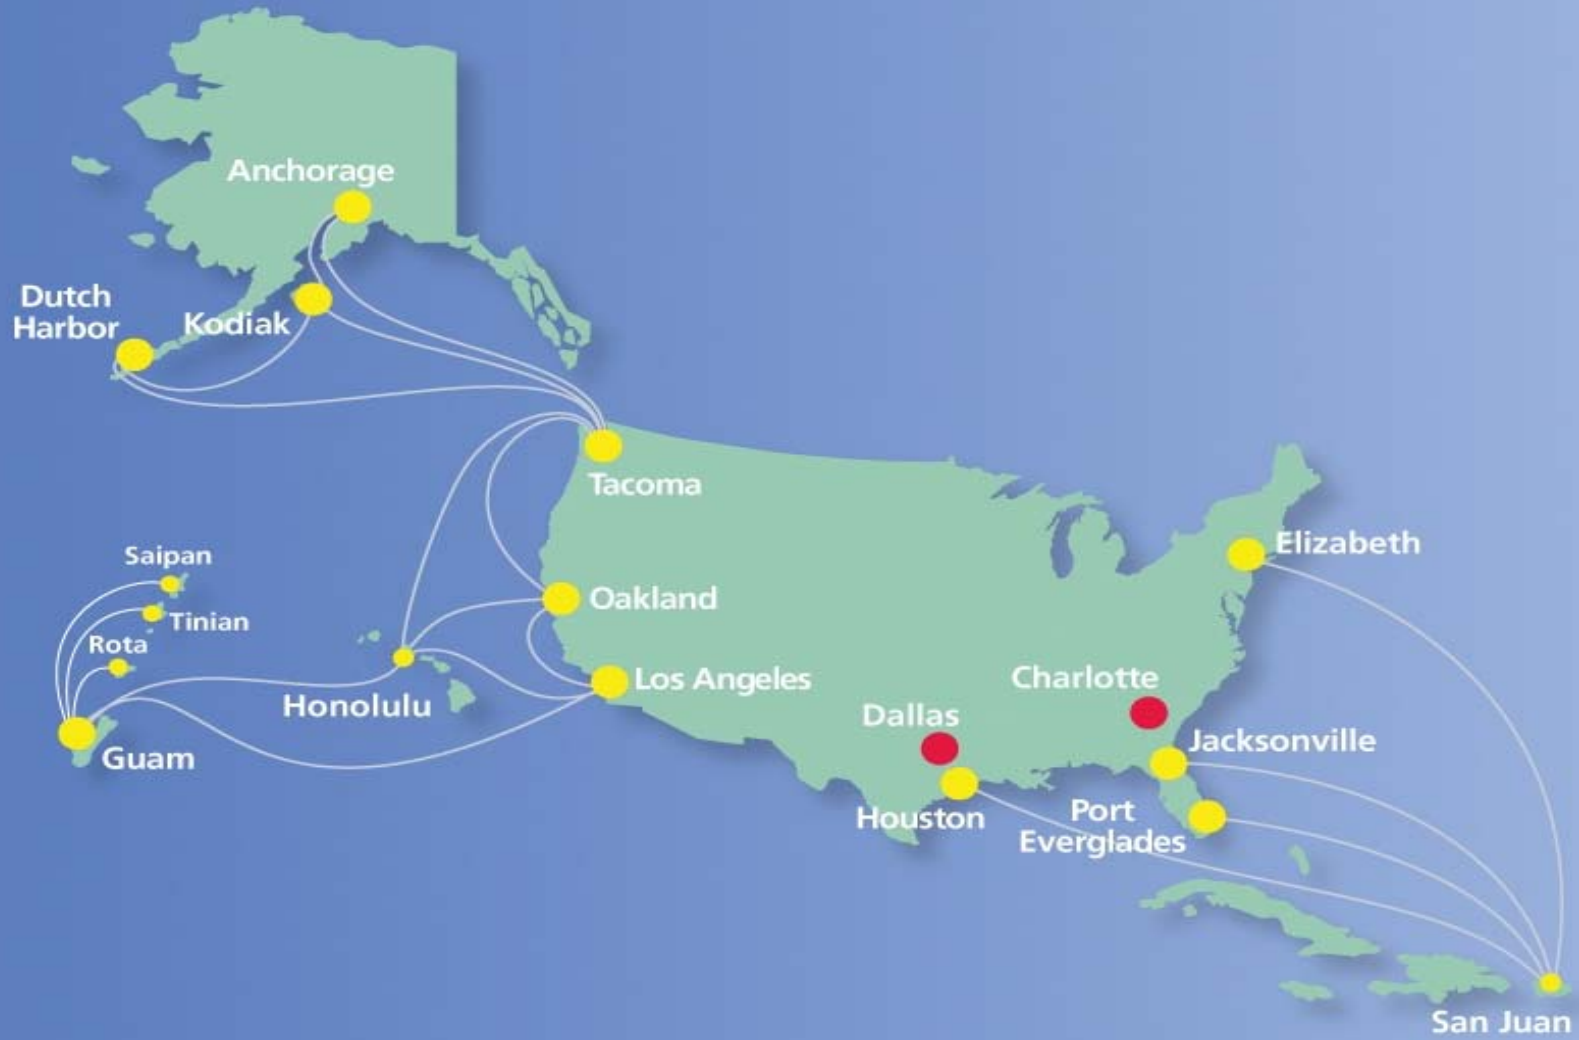 Anchorage
Dutch
Harbor
Kodiak
Tacoma
Saipan
Tinian
Rota
Guam
Honolulu
Oakland
Los Angeles
Elizabeth
Charlotte
Dallas
Jacksonville
Houston
Port
Everglades
San Juan